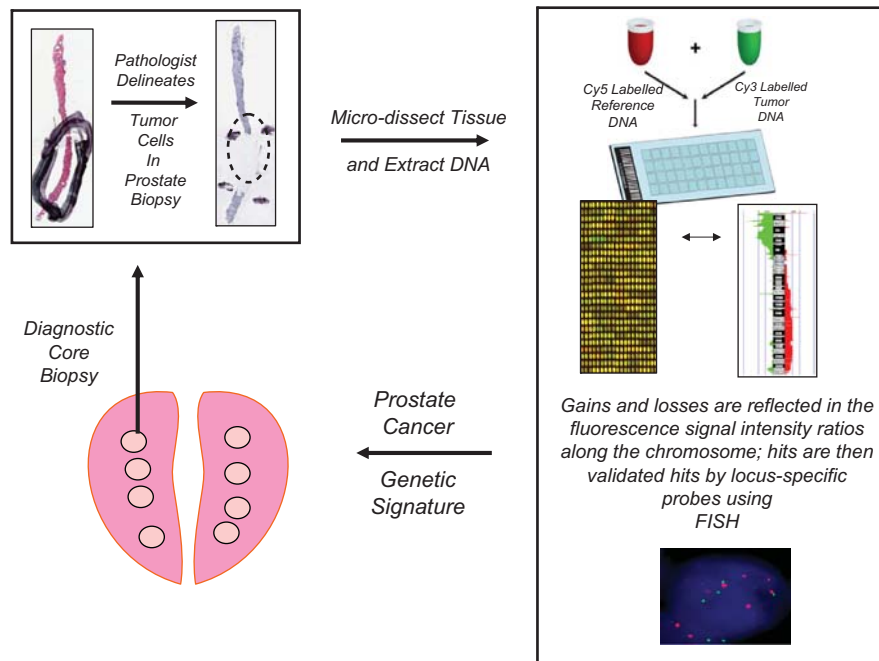 Pathologist
Delineates
Tumor
Cells
In
Prostate
Biopsy
Micro-dissect Tissue
and Extract DNA
+
Cy5 Labelled
Reference
DNA
Cy3 Labelled
Tumor
DNA
Gains and losses are reflected in the
fluorescence signal intensity ratios
along the chromosome; hits are then
validated hits by locus-specific
probes using
FISH
Prostate
Cancer
Genetic
Signature
Diagnostic
Core
Biopsy